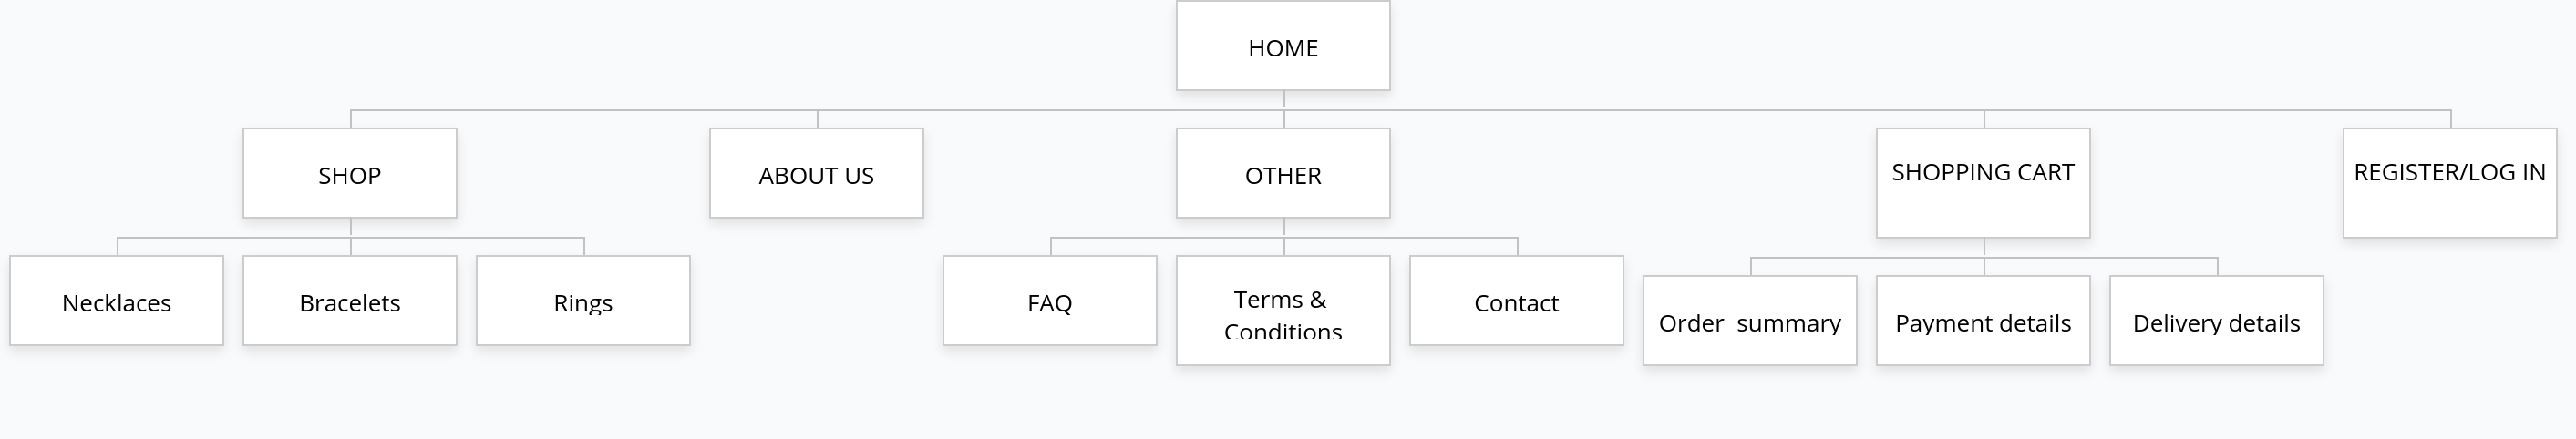 HOME
SHOP
ABOUT US
OTHER
SHOPPING CART
REGISTER/LOG IN
Necklaces
Bracelets
Rings
FAQ
Terms &
Conditions
Contact
Order  summary
Payment details
Delivery details